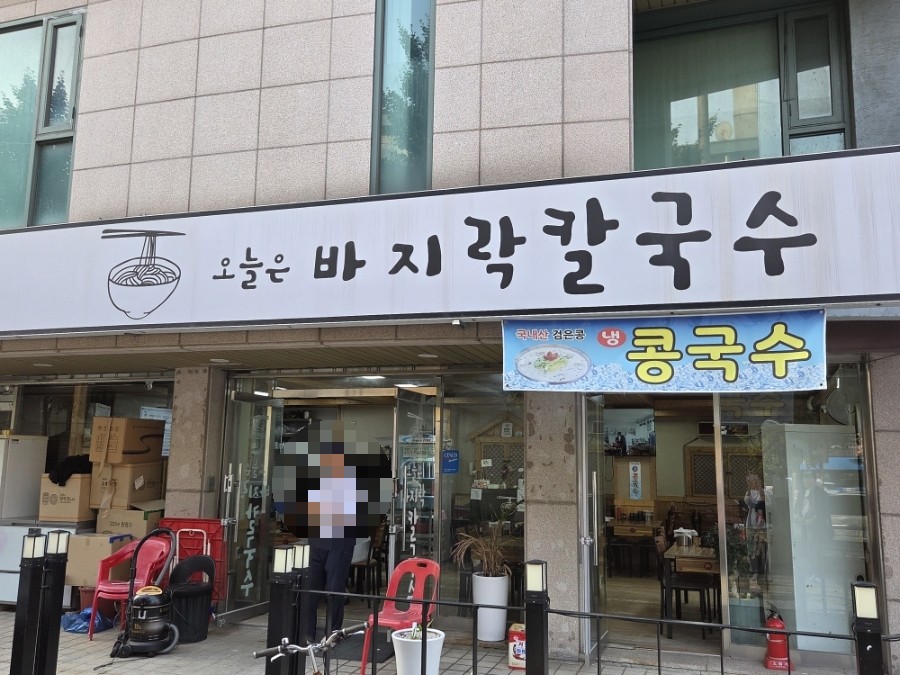 오늘은 바지락칼국수
국내산 검은콩 냉 콩국수